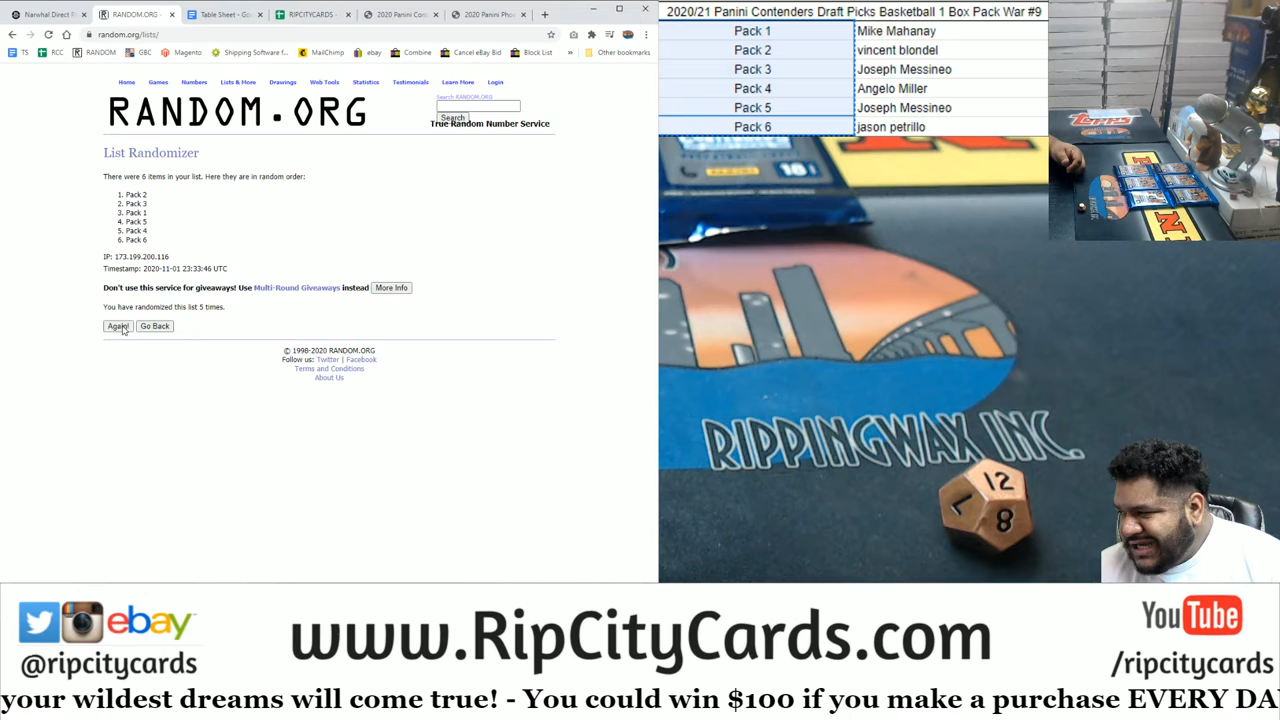 Narwhal Direct F
RANDOM.ORG -
Table Sheet - Go
RIPCITYCARDS
2020 Panini Con
2020 Panini Pho
random.org/lists/
TS
RCC
RANDOM
GBC
Magento
Shipping software f...
MailChimp
ebay
Combine
Cancel eBay Bid
Block List
Other bookmarks
Home Games Numbers Lists & More Drawings Web Tools Statistics Testimonials Learn More Login
RANDOM.ORG
Search RANDOM.ORG
Search
True Random Number Service
List Randomizer
There were 6 items in your list. Here they are in random order:
1. Pack 2
2. Pack 3
3. Pack 1
4. Pack 5
5. Pack 4
6. Pack 6
IP: 173.199.200.116
Timestamp: 2020-11-01 23:33:46 UTC
Don't use this service for giveaways! Use Multi-Round Giveaways instead More Info
You have randomized this list 5 times.
Again! Go Back
© 1998-2020 RANDOM.ORG
Follow us: Twitter | Facebook
Terms and Conditions
About Us
2020/21 Panini Contenders Draft Picks Basketball 1 Box Pack War #9
Pack 1 Mike Mahanay
Pack 2 vincent blondel
Pack 3 Joseph Messineo
Pack 4 Angelo Miller
Pack 5 Joseph Messineo
Pack 6 jason petrillo
PANINI
topps
RIPPINGWAX INC.
12
7
8
ebay
@ripcitycards
www.RipCityCards.com
YouTube
/ripcitycards
your wildest dreams will come true! - You could win $100 if you make a purchase EVERY DA